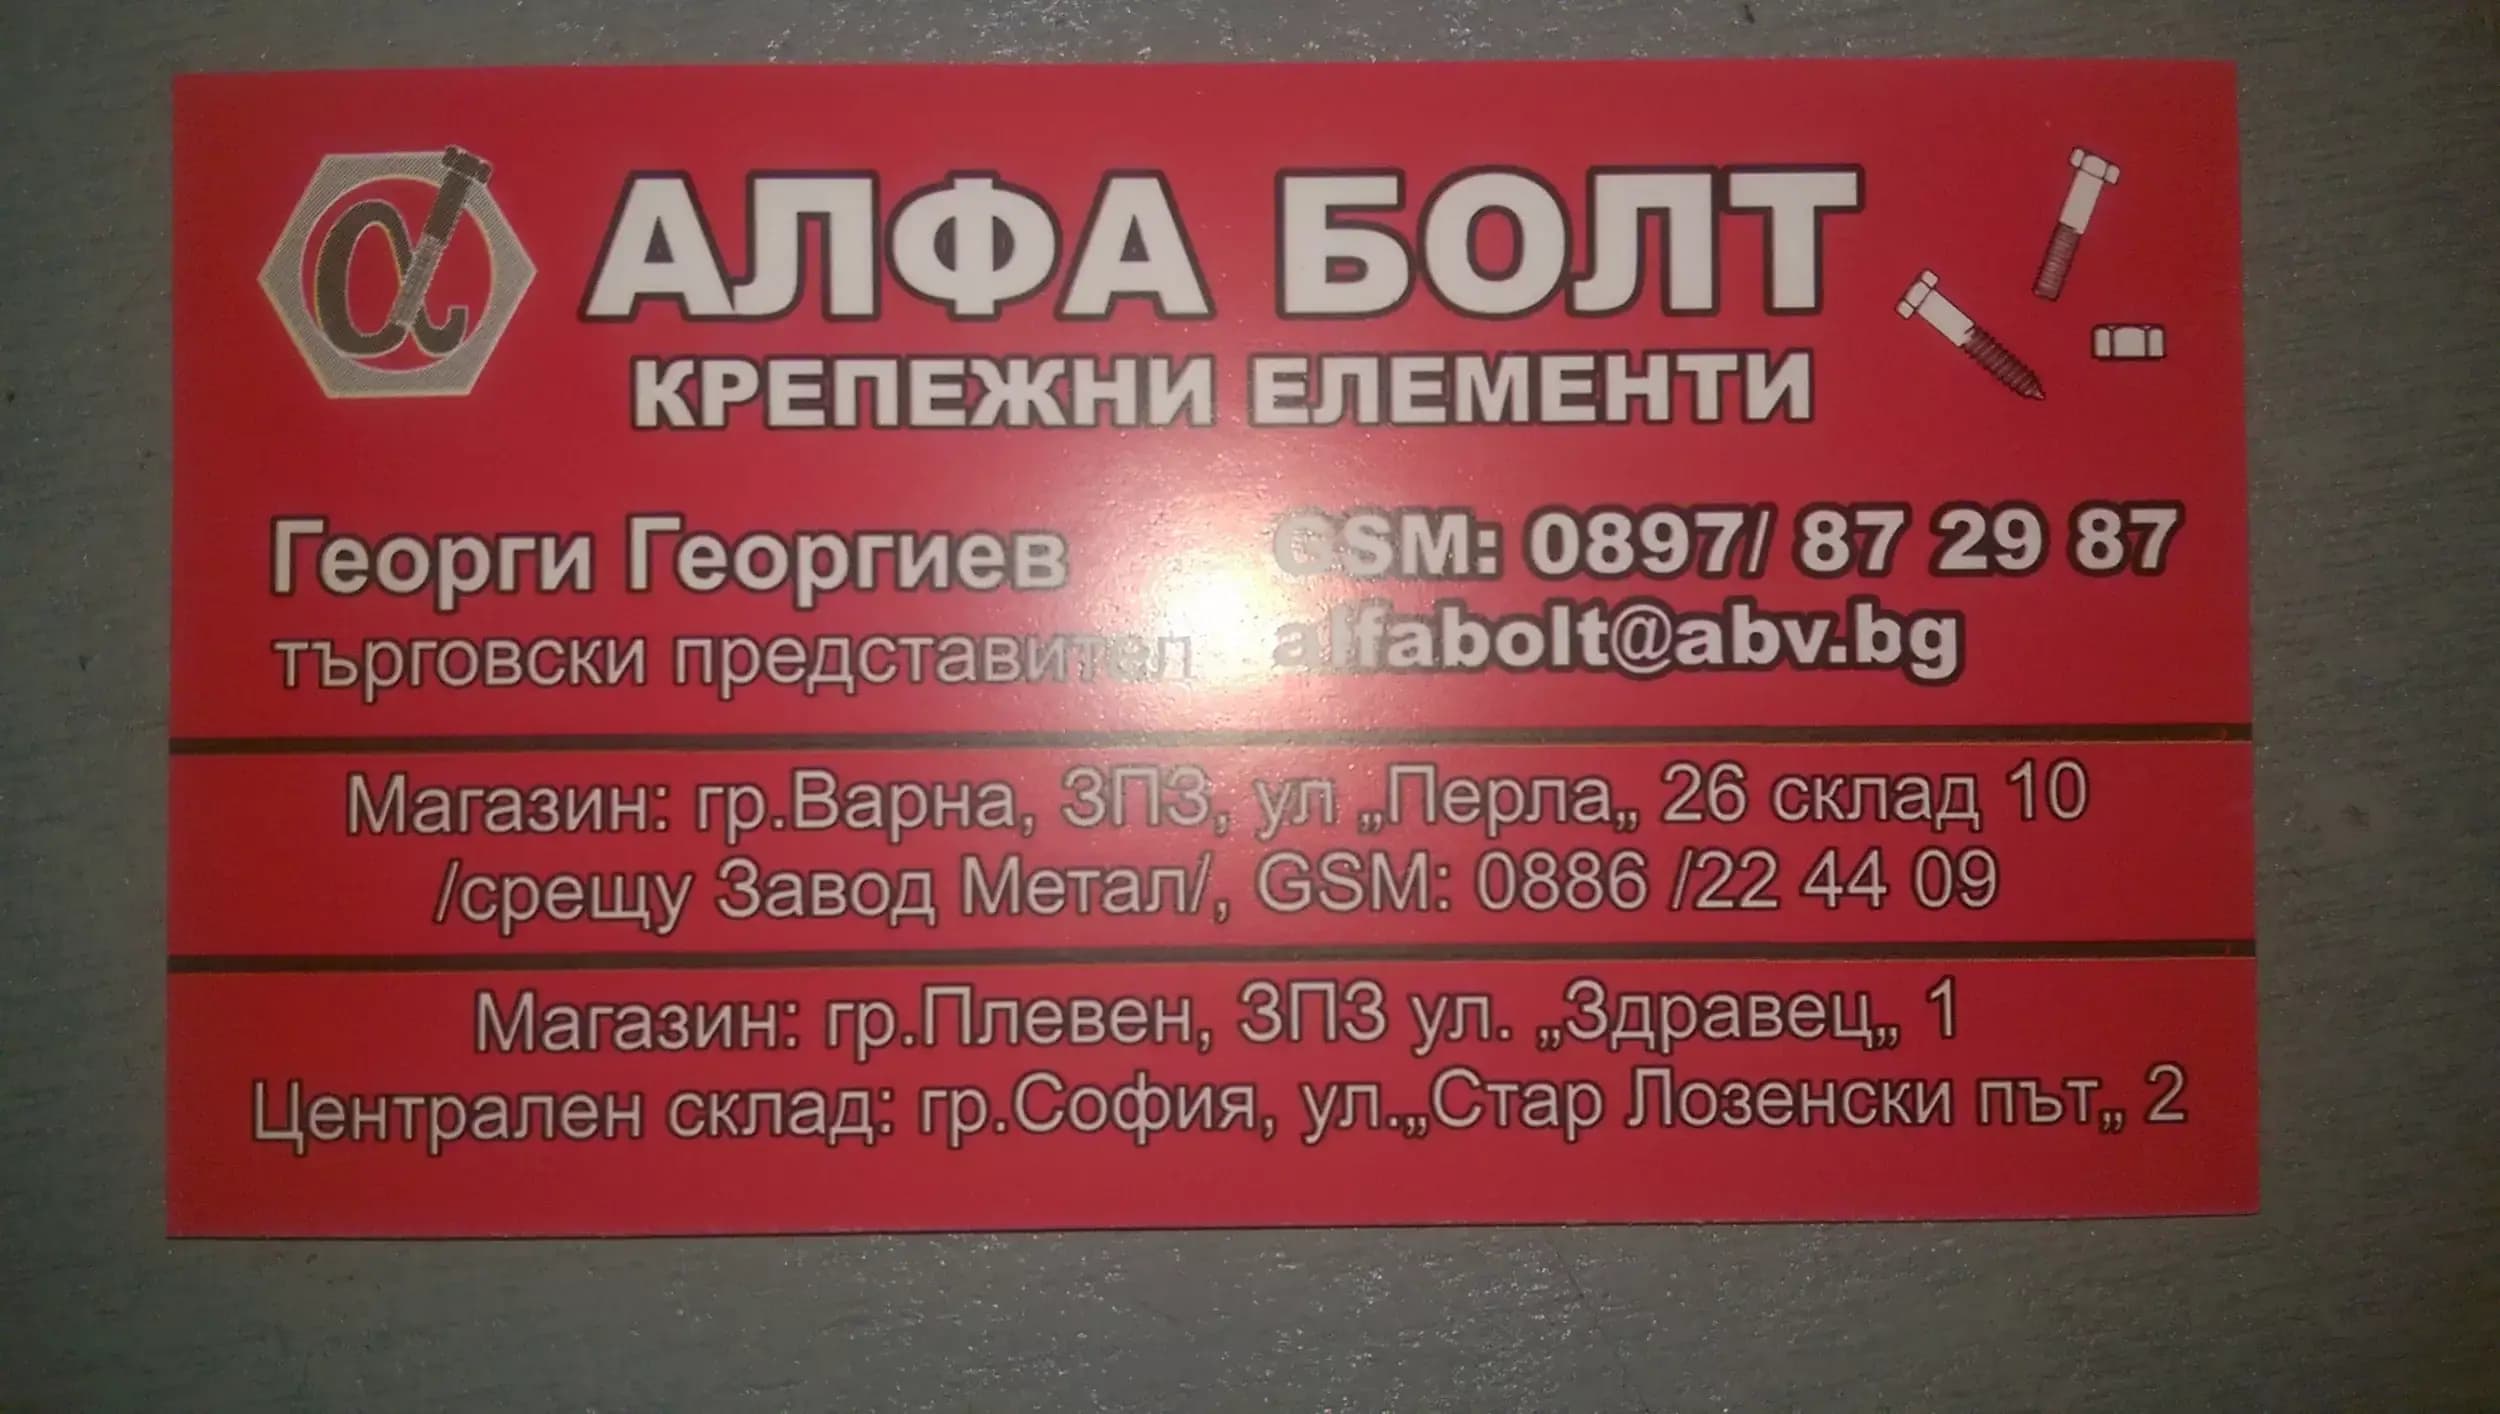 АЛФА БОЛТ
КРЕПЕЖНИ ЕЛЕМЕНТИ
Георги Георгиев
търговски представител
GSM: 0897/ 87 29 87
alfabolt@abv.bg
Магазин: гр.Варна, ЗПЗ, ул „Перла„ 26 склад 10
/срещу Завод Метал/, GSM: 0886 /22 44 09
Магазин: гр.Плевен, ЗПЗ ул. „Здравец„ 1
Централен склад: гр.София, ул.„Стар Лозенски път„ 2